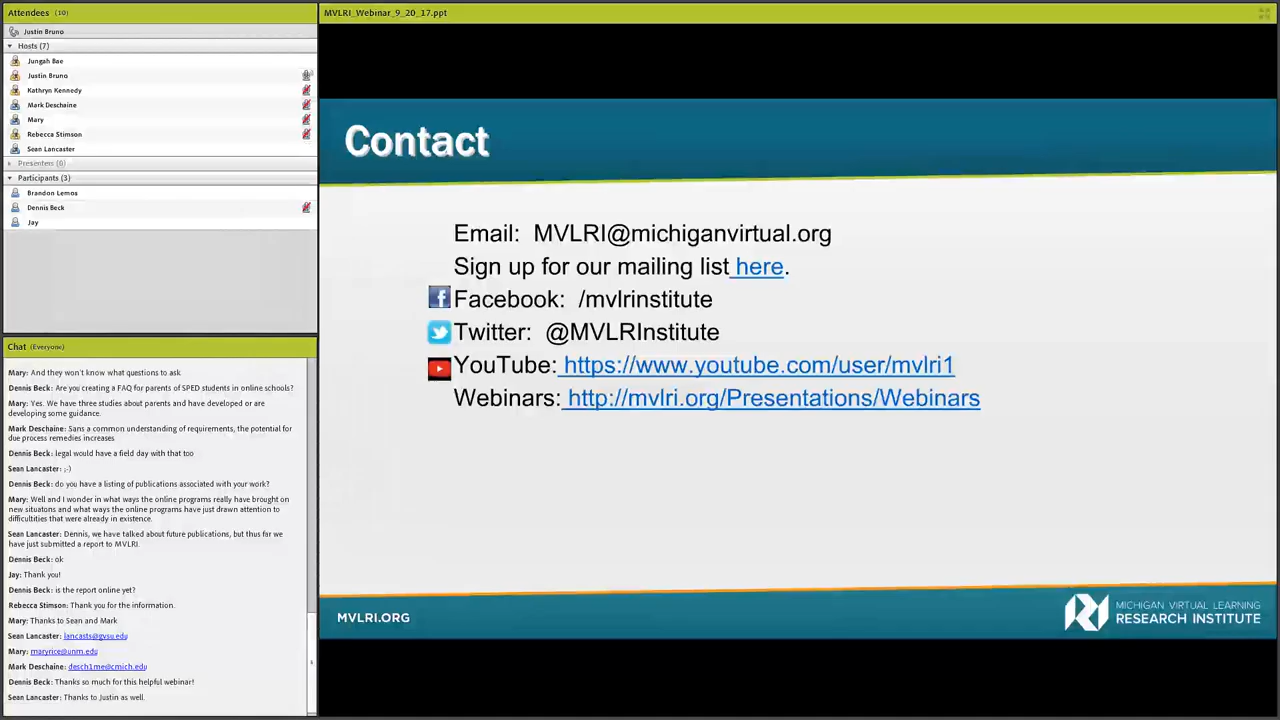 Attendees (10)
Justin Bruno
Hosts (7)
Jungah Bae
Justin Bruno
Kathryn Kennedy
Mark Deschaine
Mary
Rebecca Stimson
Sean Lancaster
Presenters (0)
Participants (3)
Brandon Lemos
Dennis Beck
Jay
Chat (Everyone)
Mary: And they won't know what questions to ask
Dennis Beck: Are you creating a FAQ for parents of SPED students in online schools?
Mary: Yes. We have three studies about parents and have developed or are
developing some guidance.
Mark Deschaine: Sans a common understanding of requirements, the potential for
due process remedies increases
Dennis Beck: legal would have a field day with that too
Sean Lancaster: ;-)
Dennis Beck: do you have a listing of publications associated with your work?
Mary: Well and I wonder in what ways the online programs really have brought on
new situatons and what ways the online programs have just drawn attention to
difficultities that were already in existence.
Sean Lancaster: Dennis, we have talked about future publications, but thus far we
have just submitted a report to MVLRI.
Dennis Beck: ok
Jay: Thank you!
Dennis Beck: is the report online yet?
Rebecca Stimson: Thank you for the information.
Mary: Thanks to Sean and Mark
Sean Lancaster: lancasts@gvsu.edu
Mary: maryrice@unm.edu
Mark Deschaine: desch1me@cmich.edu
Dennis Beck: Thanks so much for this helpful webinar!
Sean Lancaster: Thanks to Justin as well.
MVLRI_Webinar_9_20_17.ppt
Contact
Email: MVLRI@michiganvirtual.org
Sign up for our mailing list here.
Facebook: /mvlrinstitute
Twitter: @MVLRInstitute
YouTube: https://www.youtube.com/user/mvlri1
Webinars: http://mvlri.org/Presentations/Webinars
MVLRI.ORG
MICHIGAN VIRTUAL LEARNING
RESEARCH INSTITUTE